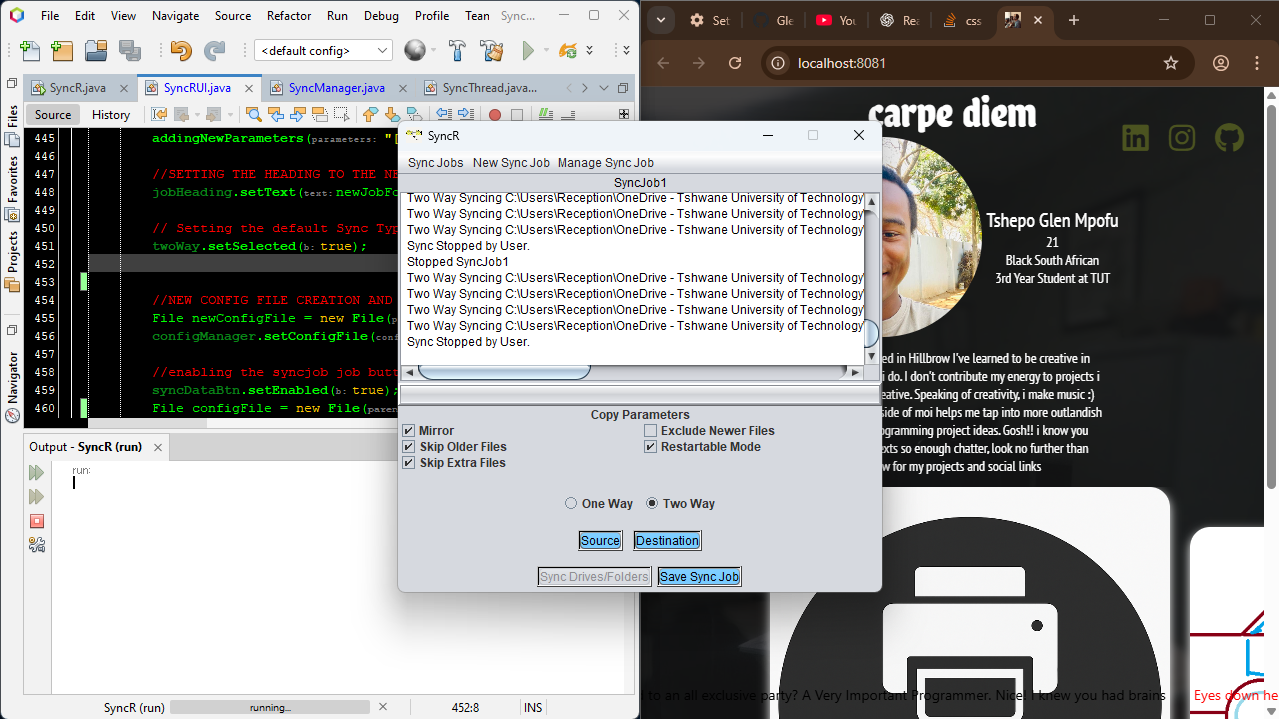 File Edit View Navigate Source Refactor Run Debug Profile Team Sync...
<default config>
SyncR.java SyncRUI.java SyncManager.java SyncThread.java
Source History
Files
Favorites
Projects
Navigator
445 addingNewParameters(parameters: "[
446
447 //SETTING THE HEADING TO THE NE
448 jobHeading.setText(text:newJobFo
449
450 // Setting the default Sync Typ
451 twoWay.setSelected(b: true);
452
453
454 //NEW CONFIG FILE CREATION AND
455 File newConfigFile = new File(p
456 configManager.setConfigFile(conf
457
458 //enabling the syncjob job butt
459 syncDataBtn.setEnabled(b: true);
460 File configFile = new File(paren
Output - SyncR (run)
run:
SyncR (run) running... 452:8 INS
SyncR
Sync Jobs New Sync Job Manage Sync Job
SyncJob1
Two Way Syncing C:\Users\Reception\OneDrive - Tshwane University of Technology
Two Way Syncing C:\Users\Reception\OneDrive - Tshwane University of Technology
Two Way Syncing C:\Users\Reception\OneDrive - Tshwane University of Technology
Sync Stopped by User.
Stopped SyncJob1
Two Way Syncing C:\Users\Reception\OneDrive - Tshwane University of Technology
Two Way Syncing C:\Users\Reception\OneDrive - Tshwane University of Technology
Two Way Syncing C:\Users\Reception\OneDrive - Tshwane University of Technology
Two Way Syncing C:\Users\Reception\OneDrive - Tshwane University of Technology
Sync Stopped by User.
Copy Parameters
Mirror Exclude Newer Files
Skip Older Files Restartable Mode
Skip Extra Files
One Way Two Way
Source Destination
Sync Drives/Folders Save Sync Job
Set Gle You Rea css
localhost:8081
carpe diem
Tshepo Glen Mpofu
21
Black South African
3rd Year Student at TUT
ed in Hillbrow I've learned to be creative in
i do. I don't contribute my energy to projects i
eative. Speaking of creativity, i make music :)
side of moi helps me tap into more outlandish
ogramming project ideas. Gosh!! i know you
exts so enough chatter, look no further than
w for my projects and social links
to an all exclusive party? A Very Important Programmer. Nice! I knew you had brains Eyes down he